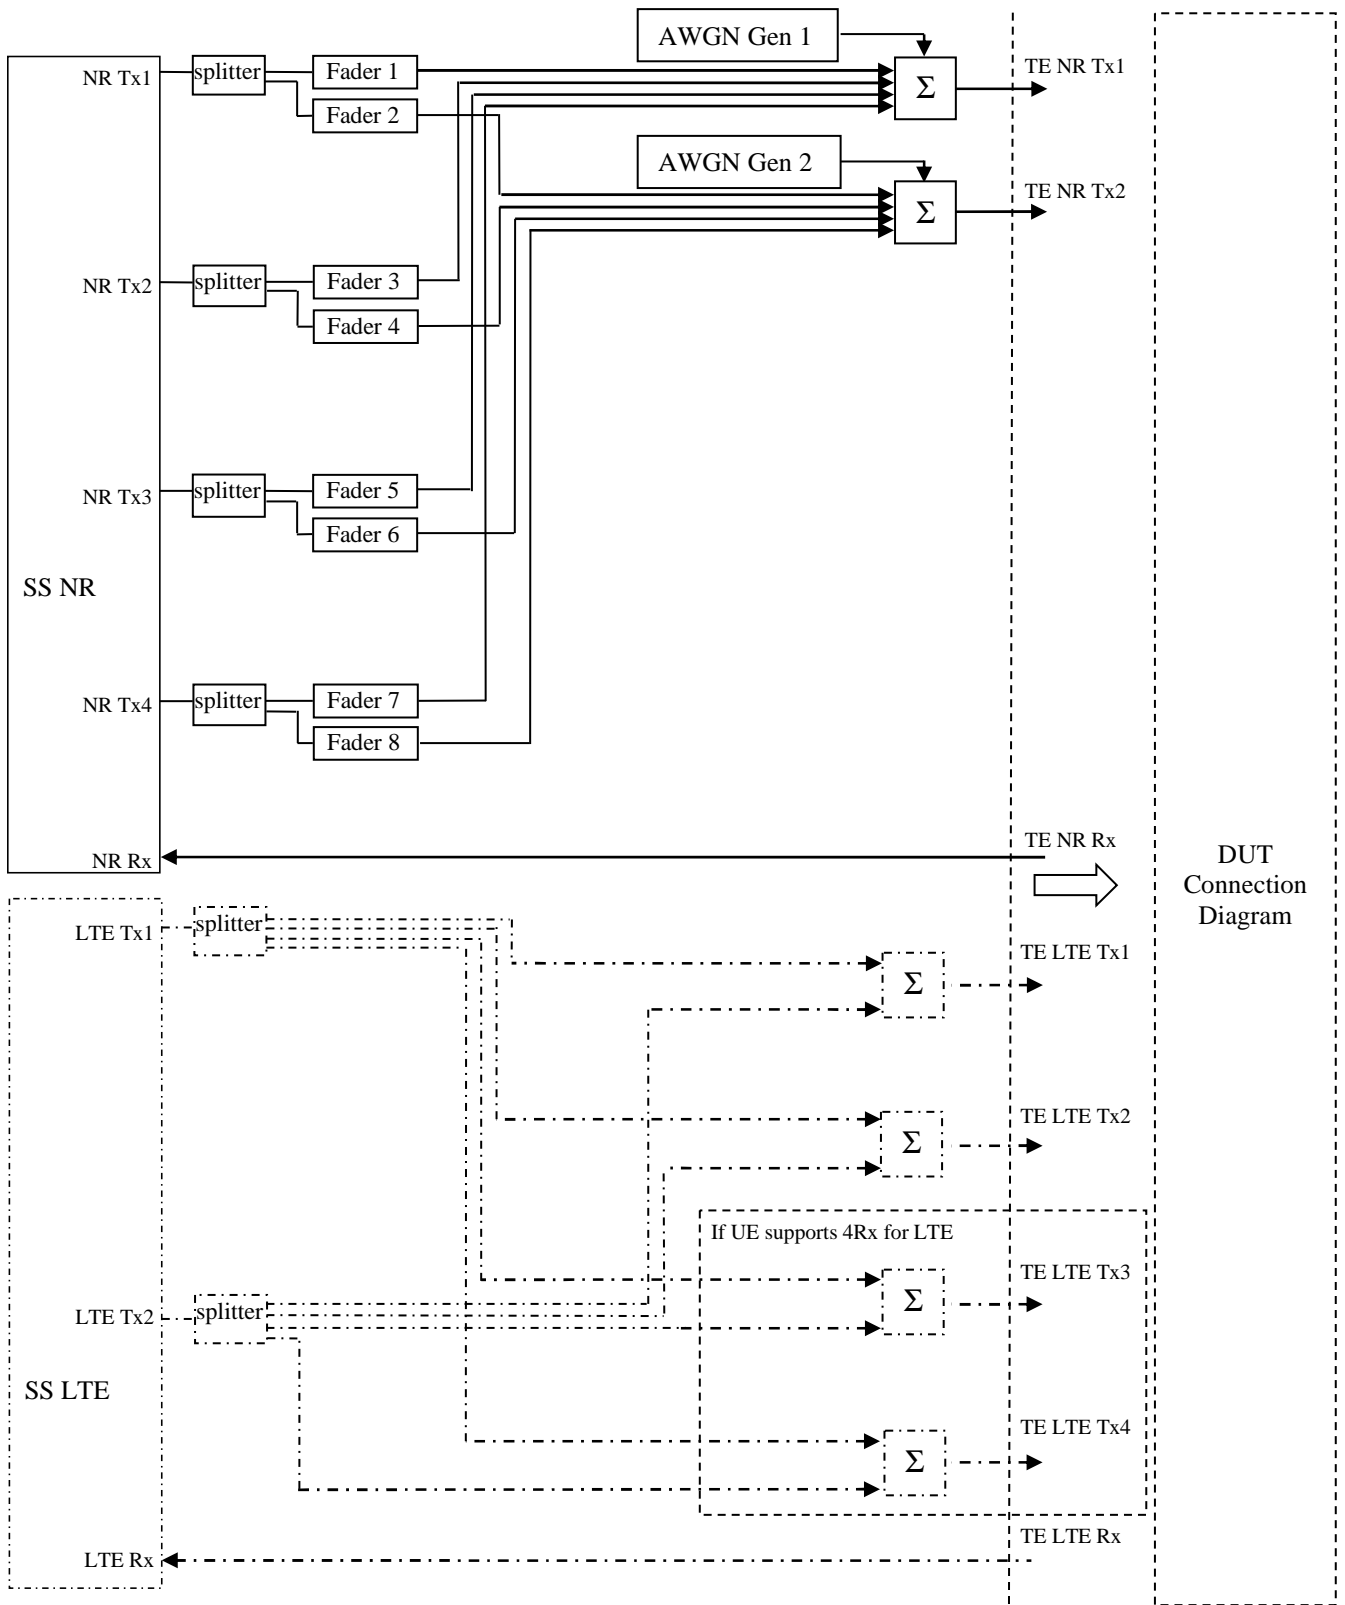 AWGN Gen 1
NR Tx1
splitter
Fader 1
Σ
TE NR Tx1
Fader 2
AWGN Gen 2
Σ
TE NR Tx2
NR Tx2
splitter
Fader 3
Fader 4
NR Tx3
splitter
Fader 5
Fader 6
SS NR
NR Tx4
splitter
Fader 7
Fader 8
NR Rx
TE NR Rx
DUT
Connection
Diagram
LTE Tx1
splitter
Σ
TE LTE Tx1
Σ
TE LTE Tx2
If UE supports 4Rx for LTE
LTE Tx2
splitter
Σ
TE LTE Tx3
SS LTE
Σ
TE LTE Tx4
LTE Rx
TE LTE Rx